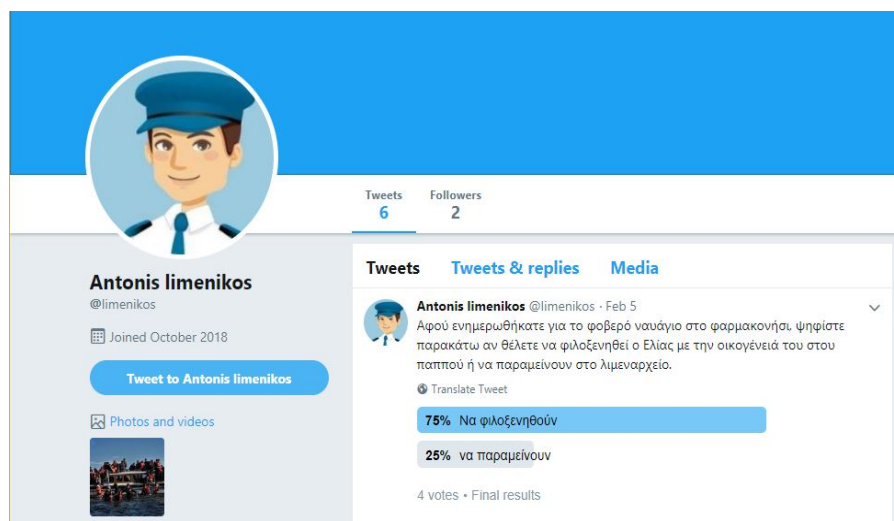 Tweets Followers
6 2
Antonis limenikos
@limenikos
Joined October 2018
Tweet to Antonis limenikos
Photos and videos
Tweets Tweets & replies Media
Antonis limenikos @limenikos · Feb 5
Αφού ενημερωθήκατε για το φοβερό ναυάγιο στο φαρμακονήσι, ψηφίστε
παρακάτω αν θέλετε να φιλοξενηθεί ο Ελίας με την οικογένειά του στου
παππού ή να παραμείνουν στο λιμεναρχείο.
Translate Tweet
75% Να φιλοξενηθούν
25% να παραμείνουν
4 votes • Final results